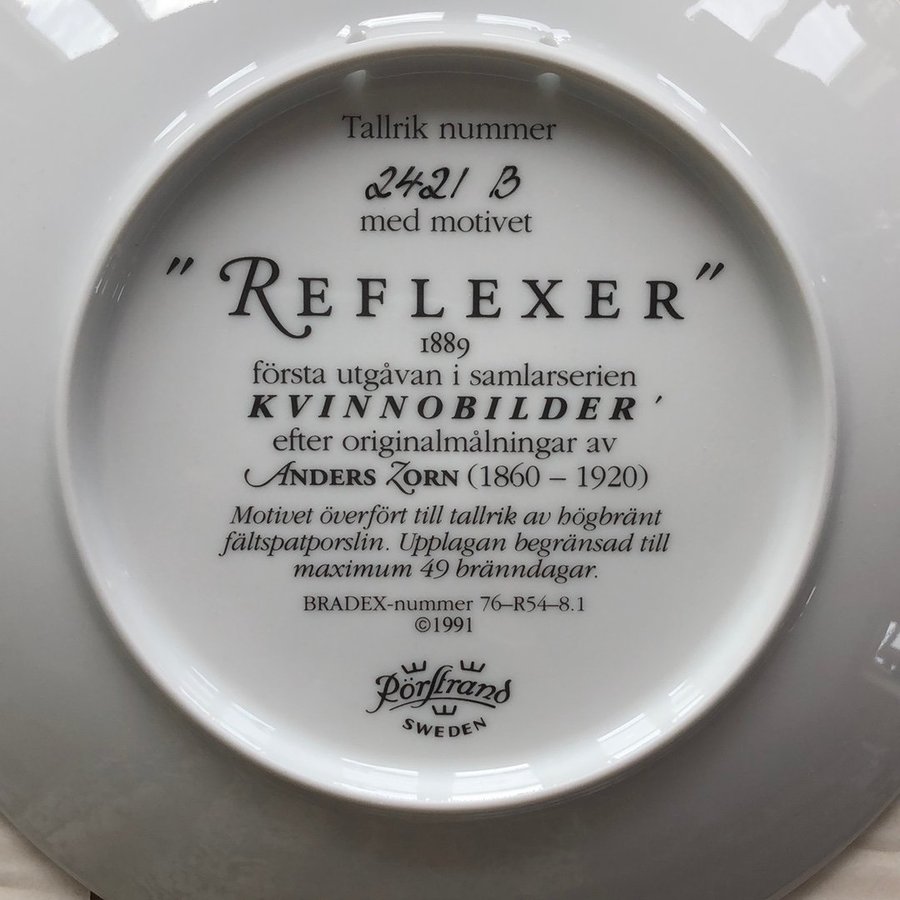 Tallrik nummer
2421 B
med motivet
"REFLEXER"
1889
första utgåvan i samlarserien
KVINNOBILDER'
efter originalmålningar av
ANDERS ZORN (1860 – 1920)
Motivet överfört till tallrik av högbränt
fältspatporslin. Upplagan begränsad till
maximum 49 bränndagar.
BRADEX-nummer 76–R54–8.1
©1991
Rörstrand
SWEDEN